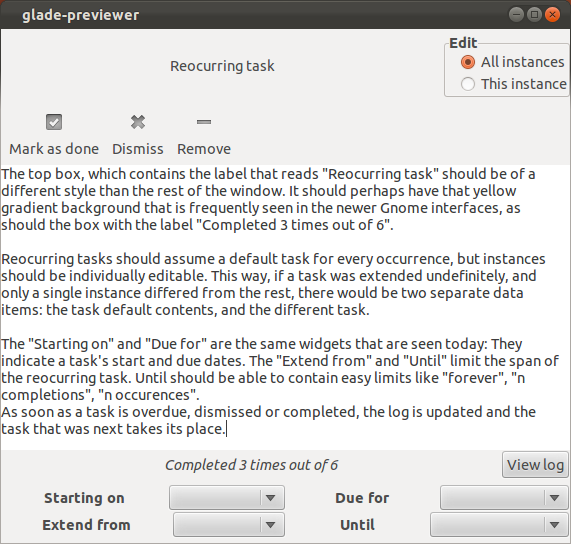 glade-previewer
Edit
Reocurring task
All instances
This instance
Mark as done Dismiss Remove
The top box, which contains the label that reads "Reocurring task" should be of a
different style than the rest of the window. It should perhaps have that yellow
gradient background that is frequently seen in the newer Gnome interfaces, as
should the box with the label "Completed 3 times out of 6".
Reocurring tasks should assume a default task for every occurrence, but instances
should be individually editable. This way, if a task was extended undefinitely, and
only a single instance differed from the rest, there would be two separate data
items: the task default contents, and the different task.
The "Starting on" and "Due for" are the same widgets that are seen today: They
indicate a task's start and due dates. The "Extend from" and "Until" limit the span of
the reocurring task. Until should be able to contain easy limits like "forever", "n
completions", "n occurences".
As soon as a task is overdue, dismissed or completed, the log is updated and the
task that was next takes its place.
Completed 3 times out of 6 View log
Starting on Due for
Extend from Until